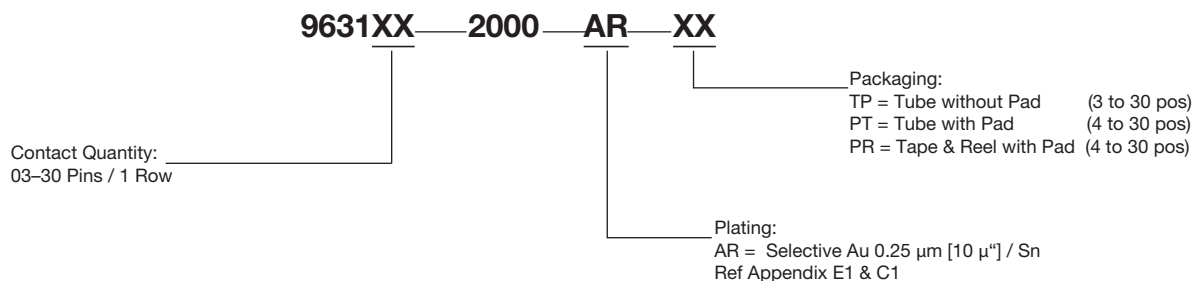 9631XX 2000 AR XX
Packaging:
TP = Tube without Pad (3 to 30 pos)
PT = Tube with Pad (4 to 30 pos)
PR = Tape & Reel with Pad (4 to 30 pos)
Contact Quantity:
03–30 Pins / 1 Row
Plating:
AR = Selective Au 0.25 µm [10 µ“] / Sn
Ref Appendix E1 & C1